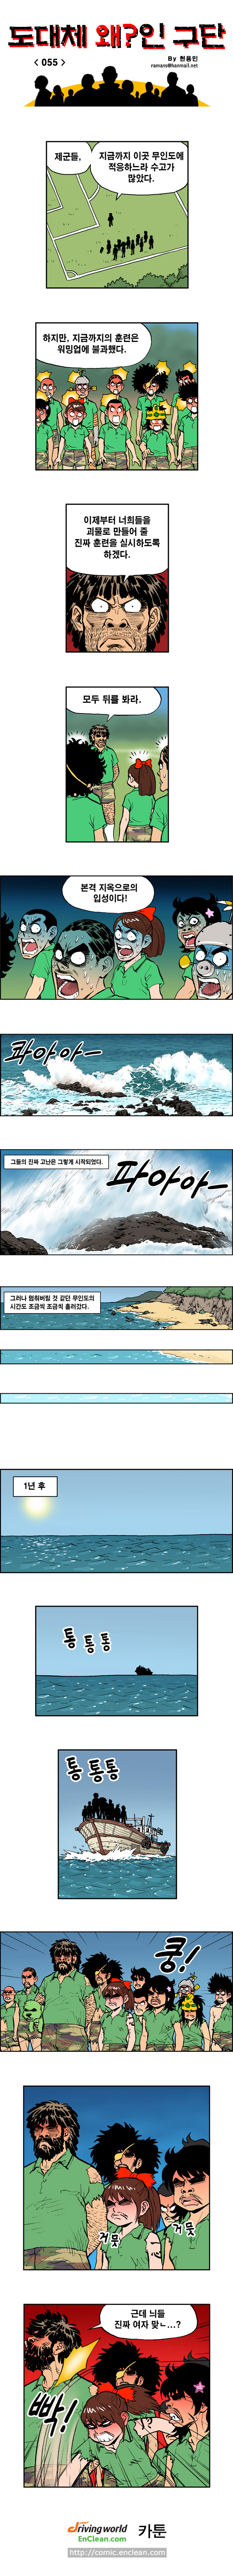 도대체 왜?인 구단
< 055 >
By 현용민
ramans@hanmail.net
제군들,
지금까지 이곳 무인도에
적응하느라 수고가
많았다.
하지만, 지금까지의 훈련은
워밍업에 불과했다.
이제부터 너희들을
괴물로 만들어 줄
진짜 훈련을 실시하도록
하겠다.
모두 뒤를 봐라.
본격 지옥으로의
입성이다!
콰아아-
그들의 진짜 고난은 그렇게 시작되었다.
파아아-
그러나 멈춰버릴 것 같던 무인도의
시간도 조금씩 조금씩 흘러갔다.
1년 후
통 통 통
통 통통
쿵!
거뭇
거뭇
근데 늬들
진짜 여자 맞ㄴ...?
빡!
drivingworld
EnClean.com
카툰
http://comic.enclean.com